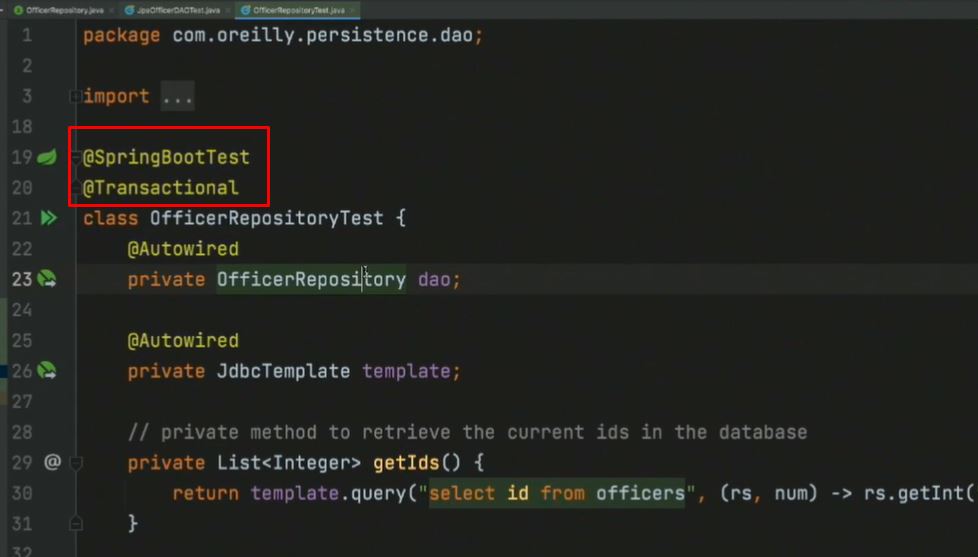 OfficerRepository.java JpaOfficerDAOTest.java OfficerRepositoryTest.java
1 package com.oreilly.persistence.dao;
2
3 import ...
18
19 @SpringBootTest
20 @Transactional
21 class OfficerRepositoryTest {
22 @Autowired
23 private OfficerRepository dao;
24
25 @Autowired
26 private JdbcTemplate template;
27
28 // private method to retrieve the current ids in the database
29 @ private List<Integer> getIds() {
30 return template.query("select id from officers", (rs, num) -> rs.getInt(
31 }
32